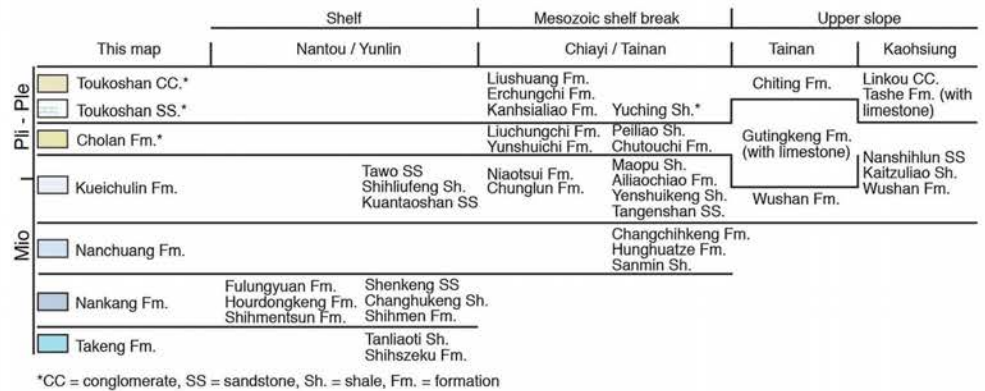 Shelf
Mesozoic shelf break
Upper slope
This map
Nantou / Yunlin
Chiayi / Tainan
Tainan
Kaohsiung
Pli - Ple
Mio
Toukoshan CC.*
Toukoshan SS.*
Cholan Fm.*
Kueichulin Fm.
Nanchuang Fm.
Nankang Fm.
Takeng Fm.
Tawo SS
Shihliufeng Sh.
Kuantaoshan SS
Fulungyuan Fm.
Hourdongkeng Fm.
Shihmentsun Fm.
Shenkeng SS
Changhukeng Sh.
Shihmen Fm.
Tanliaoti Sh.
Shihszeku Fm.
Liushuang Fm.
Erchungchi Fm.
Kanhsialiao Fm.
Yuching Sh.*
Liuchungchi Fm.
Yunshuichi Fm.
Peiliao Sh.
Chutouchi Fm.
Niaotsui Fm.
Chunglun Fm.
Maopu Sh.
Ailiaochiao Fm.
Yenshuikeng Sh.
Tangenshan SS.
Changchihkeng Fm.
Hunghuatze Fm.
Sanmin Sh.
Chiting Fm.
Gutingkeng Fm.
(with limestone)
Wushan Fm.
Linkou CC.
Tashe Fm. (with
limestone)
Nanshihlun SS
Kaitzuliao Sh.
Wushan Fm.
*CC = conglomerate, SS = sandstone, Sh. = shale, Fm. = formation